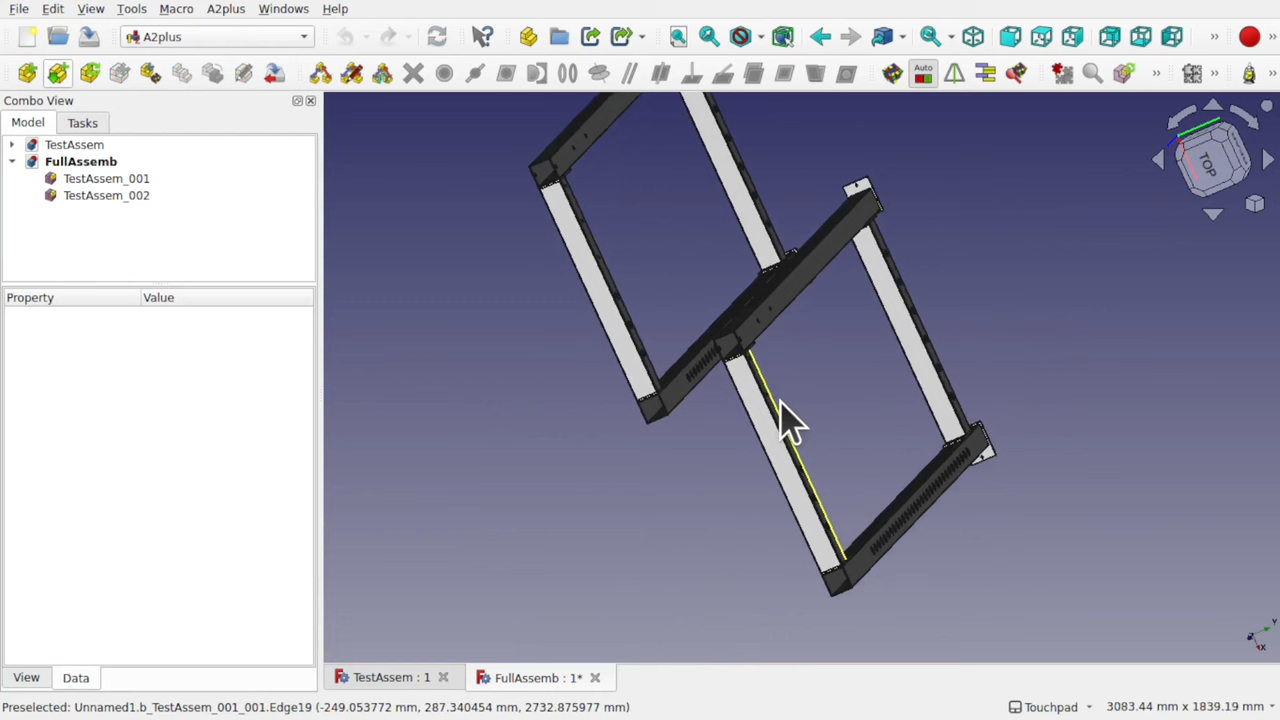 File Edit View Tools Macro A2plus Windows Help
A2plus
Auto
Combo View
Model Tasks
TestAssem
FullAssemb
TestAssem_001
TestAssem_002
Property Value
TOP
Y
Z
X
View Data
TestAssem : 1 FullAssemb : 1*
Preselected: Unnamed1.b_TestAssem_001_001.Edge19 (-249.053772 mm, 287.340454 mm, 2732.875977 mm) Touchpad 3083.44 mm x 1839.19 mm